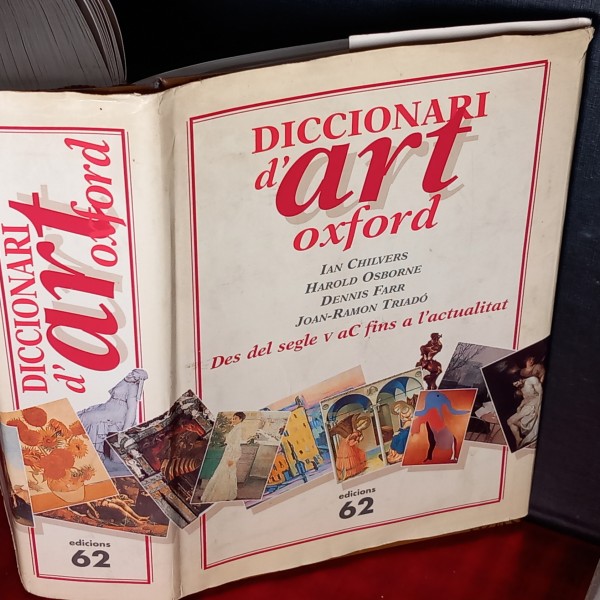 DICCIONARI
d'art
oxford
edicions
62
DICCIONARI
d'art
oxford
IAN CHILVERS
HAROLD OSBORNE
DENNIS FARR
JOAN-RAMON TRIADÓ
Des del segle V aC fins a l'actualitat
edicions
62